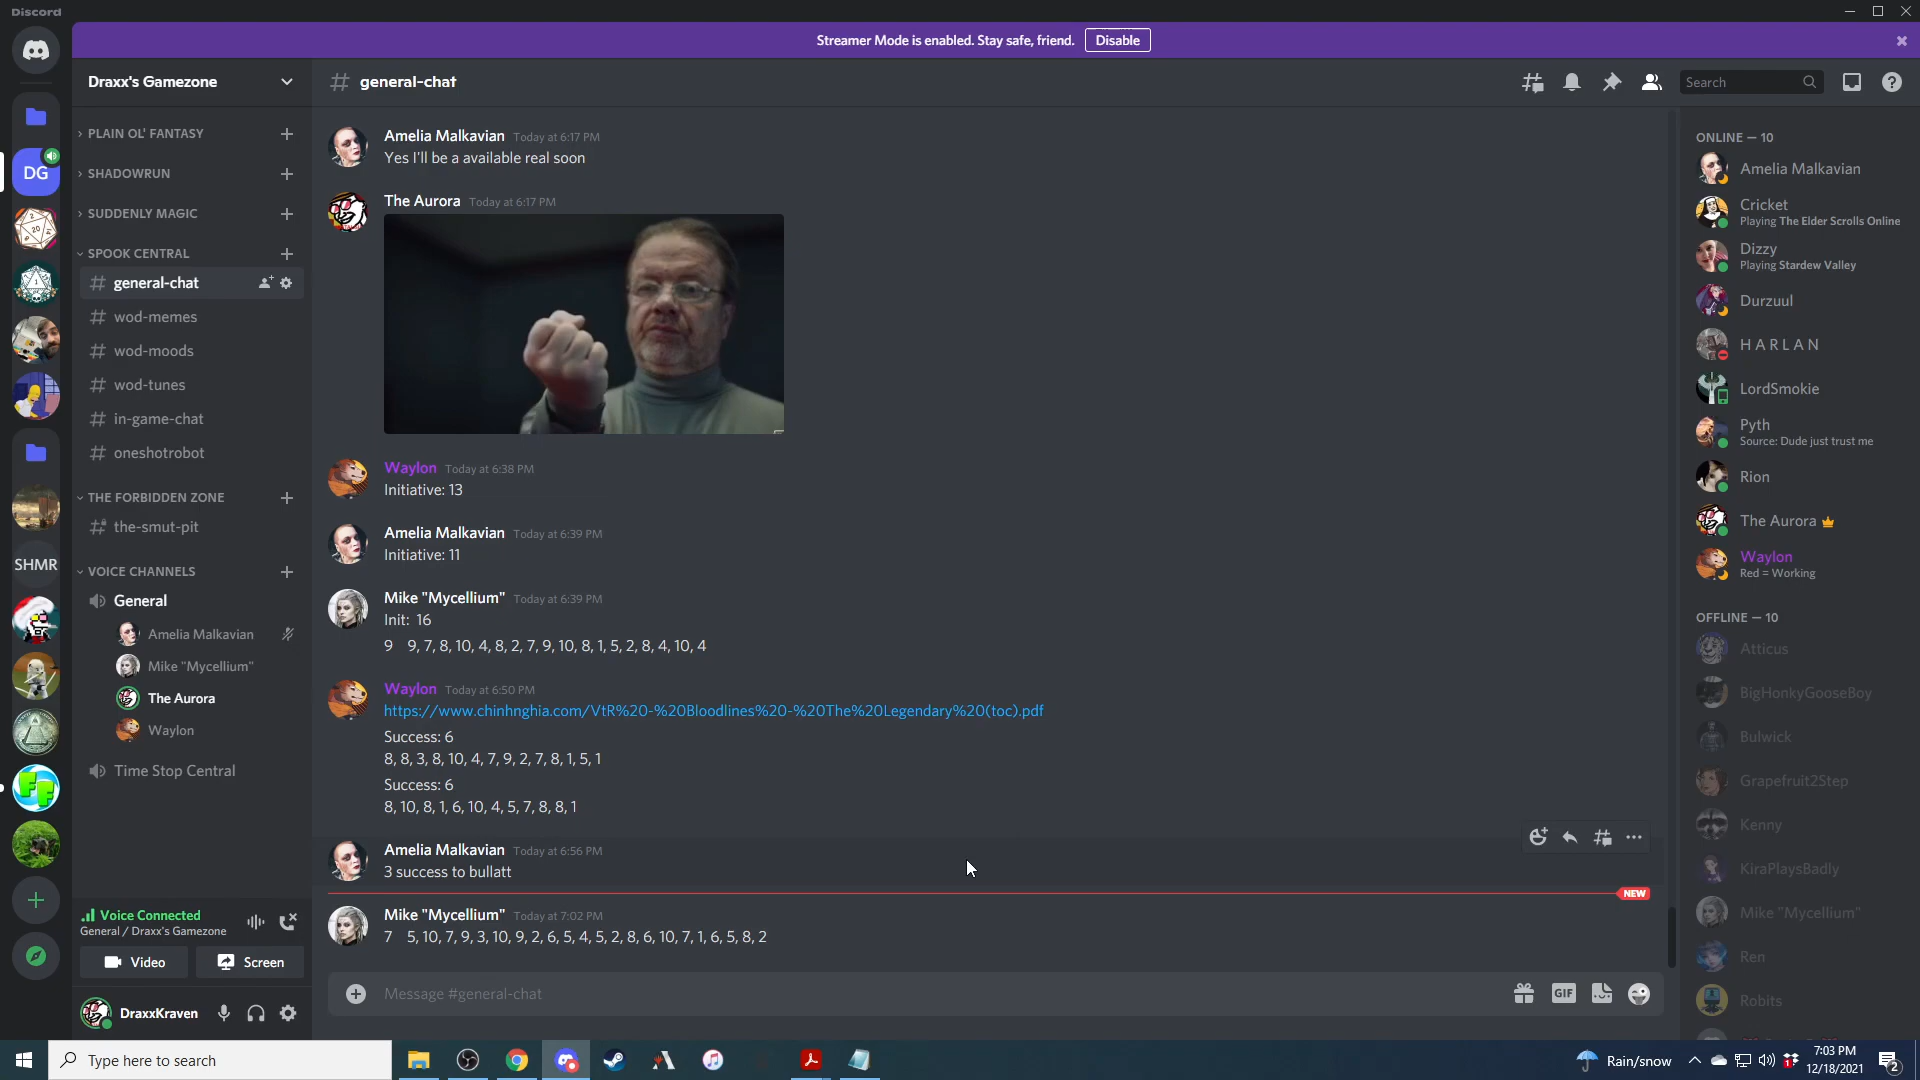 Discord
Streamer Mode is enabled. Stay safe, friend.
Disable
Draxx's Gamezone
general-chat
Search
PLAIN OL' FANTASY
SHADOWRUN
SUDDENLY MAGIC
SPOOK CENTRAL
general-chat
wod-memes
wod-moods
wod-tunes
in-game-chat
oneshotrobot
THE FORBIDDEN ZONE
the-smut-pit
VOICE CHANNELS
General
Amelia Malkavian
Mike "Mycellium"
The Aurora
Waylon
Time Stop Central
DG
SHMR
FF
Voice Connected
General / Draxx's Gamezone
Video
Screen
DraxxKraven
Amelia Malkavian Today at 6:17 PM
Yes I'll be a available real soon
The Aurora Today at 6:17 PM
Waylon Today at 6:38 PM
Initiative: 13
Amelia Malkavian Today at 6:39 PM
Initiative: 11
Mike "Mycellium" Today at 6:39 PM
Init: 16
9 9, 7, 8, 10, 4, 8, 2, 7, 9, 10, 8, 1, 5, 2, 8, 4, 10, 4
Waylon Today at 6:50 PM
https://www.chinhnghia.com/VtR%20-%20Bloodlines%20-%20The%20Legendary%20(toc).pdf
Success: 6
8, 8, 3, 8, 10, 4, 7, 9, 2, 7, 8, 1, 5, 1
Success: 6
8, 10, 8, 1, 6, 10, 4, 5, 7, 8, 8, 1
Amelia Malkavian Today at 6:56 PM
3 success to bullatt
NEW
Mike "Mycellium" Today at 7:02 PM
7 5, 10, 7, 9, 3, 10, 9, 2, 6, 5, 4, 5, 2, 8, 6, 10, 7, 1, 6, 5, 8, 2
Message #general-chat
GIF
ONLINE — 10
Amelia Malkavian
Cricket
Playing The Elder Scrolls Online
Dizzy
Playing Stardew Valley
Durzuul
H A R L A N
LordSmokie
Pyth
Source: Dude just trust me
Rion
The Aurora
Waylon
Red = Working
OFFLINE — 10
Atticus
BigHonkyGooseBoy
Bulwick
Grapefruit2Step
Kenny
KiraPlaysBadly
Mike "Mycellium"
Ren
Robits
Type here to search
Rain/snow
7:03 PM
12/18/2021
2